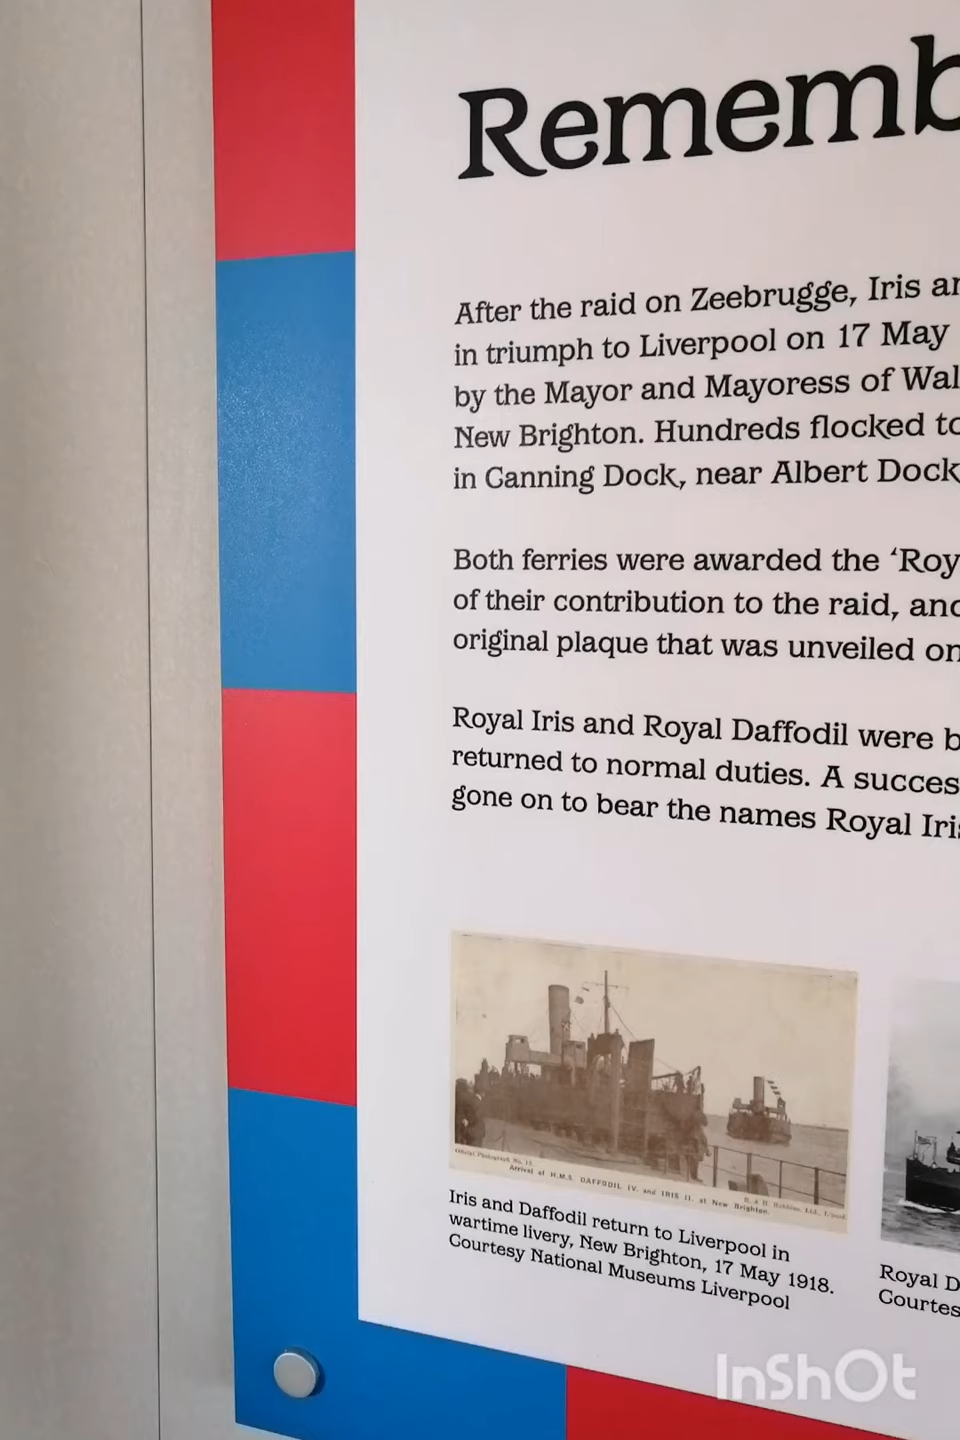 Rememb
After the raid on Zeebrugge, Iris an
in triumph to Liverpool on 17 May
by the Mayor and Mayoress of Wal
New Brighton. Hundreds flocked to
in Canning Dock, near Albert Dock
Both ferries were awarded the ‘Roy
of their contribution to the raid, and
original plaque that was unveiled on
Royal Iris and Royal Daffodil were b
returned to normal duties. A succes
gone on to bear the names Royal Iris
Official Photograph No. 13.
Arrival of H.M.S. DAFFODIL IV. and IRIS II. at New Brighton.
Iris and Daffodil return to Liverpool in
wartime livery, New Brighton, 17 May 1918.
Courtesy National Museums Liverpool
Royal D
Courtes
InShOt